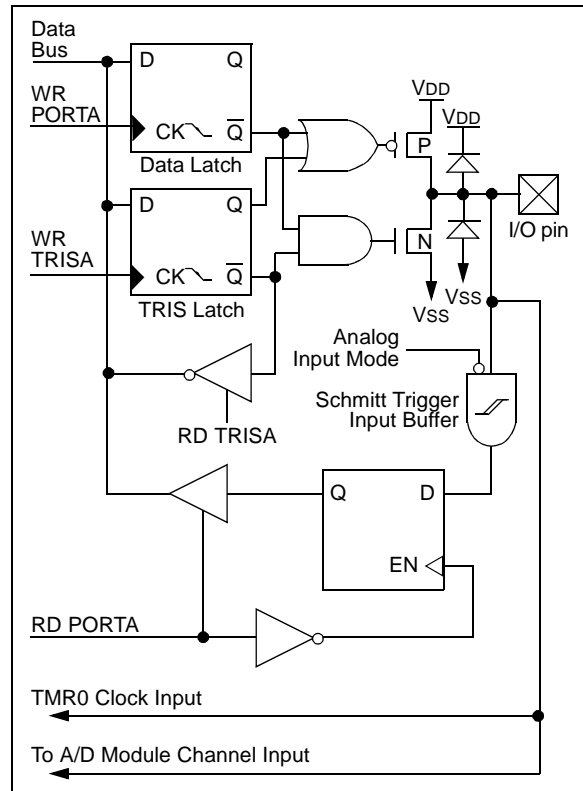 Data
Bus
D Q
WR
PORTA
CK Q
Data Latch
VDD
VDD
P
D Q
WR
TRISA
CK Q
TRIS Latch
N
I/O pin
VSS
VSS
Analog
Input Mode
Schmitt Trigger
Input Buffer
RD TRISA
Q D
EN
RD PORTA
TMR0 Clock Input
To A/D Module Channel Input